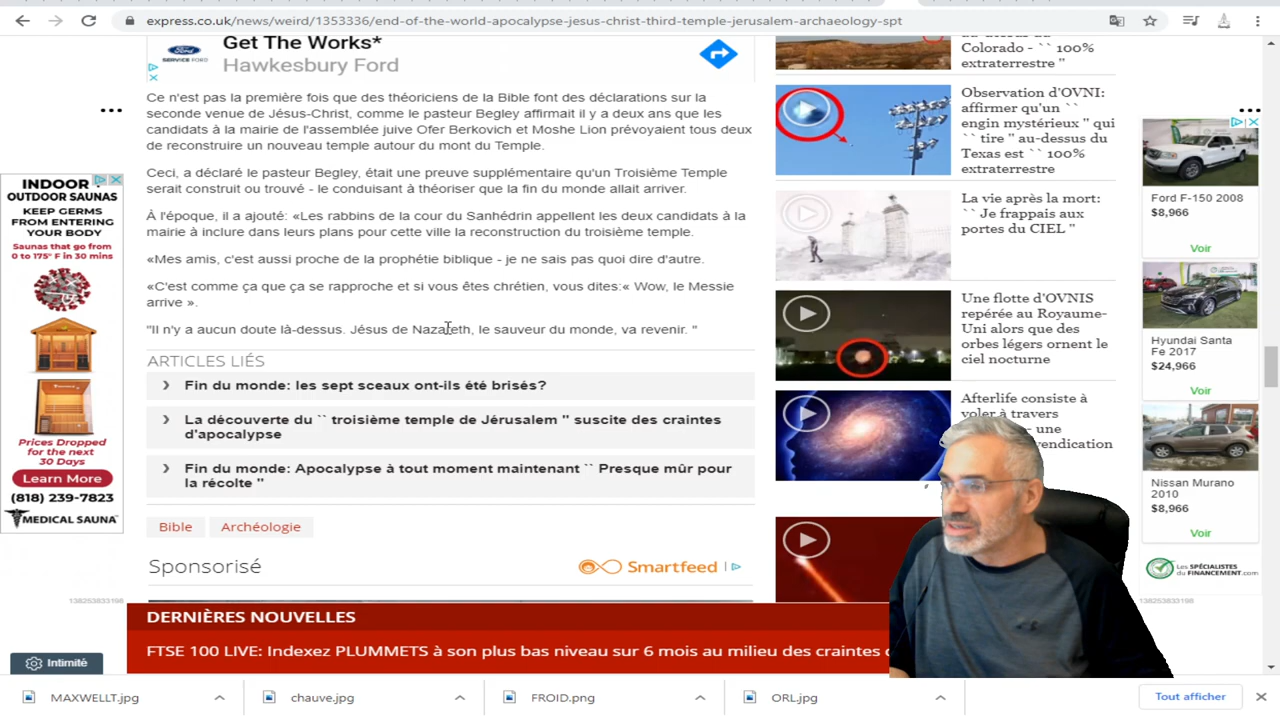 express.co.uk/news/weird/1353336/end-of-the-world-apocalypse-jesus-christ-third-temple-jerusalem-archaeology-spt
SERVICE FORD
Get The Works*
Hawkesbury Ford
Ce n'est pas la première fois que des théoriciens de la Bible font des déclarations sur la
seconde venue de Jésus-Christ, comme le pasteur Begley affirmait il y a deux ans que les
candidats à la mairie de l'assemblée juive Ofer Berkovich et Moshe Lion prévoyaient tous deux
de reconstruire un nouveau temple autour du mont du Temple.
Ceci, a déclaré le pasteur Begley, était une preuve supplémentaire qu'un Troisième Temple
serait construit ou trouvé - le conduisant à théoriser que la fin du monde allait arriver.
À l'époque, il a ajouté: «Les rabbins de la cour du Sanhédrin appellent les deux candidats à la
mairie à inclure dans leurs plans pour cette ville la reconstruction du troisième temple.
«Mes amis, c'est aussi proche de la prophétie biblique - je ne sais pas quoi dire d'autre.
«C'est comme ça que ça se rapproche et si vous êtes chrétien, vous dites:« Wow, le Messie
arrive ».
"Il n'y a aucun doute là-dessus. Jésus de Nazareth, le sauveur du monde, va revenir. "
ARTICLES LIÉS
Fin du monde: les sept sceaux ont-ils été brisés?
La découverte du `` troisième temple de Jérusalem '' suscite des craintes
d'apocalypse
Fin du monde: Apocalypse à tout moment maintenant `` Presque mûr pour
la récolte ''
Bible
Archéologie
Sponsorisé
Smartfeed
DERNIÈRES NOUVELLES
FTSE 100 LIVE: Indexez PLUMMETS à son plus bas niveau sur 6 mois au milieu des craintes
INDOOR
OUTDOOR SAUNAS
KEEP GERMS
FROM ENTERING
YOUR BODY
Saunas that go from
0 to 175° F in 30 mins
Prices Dropped
for the next
30 Days
Learn More
(818) 239-7823
MEDICAL SAUNA
138253833198
Intimité
Colorado - `` 100%
extraterrestre ''
Observation d'OVNI:
affirmer qu'un ``
engin mystérieux '' qui
`` tire '' au-dessus du
Texas est `` 100%
extraterrestre
La vie après la mort:
`` Je frappais aux
portes du CIEL ''
Une flotte d'OVNIS
repérée au Royaume-
Uni alors que des
orbes légers ornent le
ciel nocturne
Afterlife consiste à
voler à travers
- une
Ford F-150 2008
$8,966
Voir
Hyundai Santa
Fe 2017
$24,966
Voir
Nissan Murano
2010
$8,966
Voir
Les SPÉCIALISTES
du FINANCEMENT.com
138253833198
MAXWELLT.jpg
chauve.jpg
FROID.png
ORL.jpg
Tout afficher